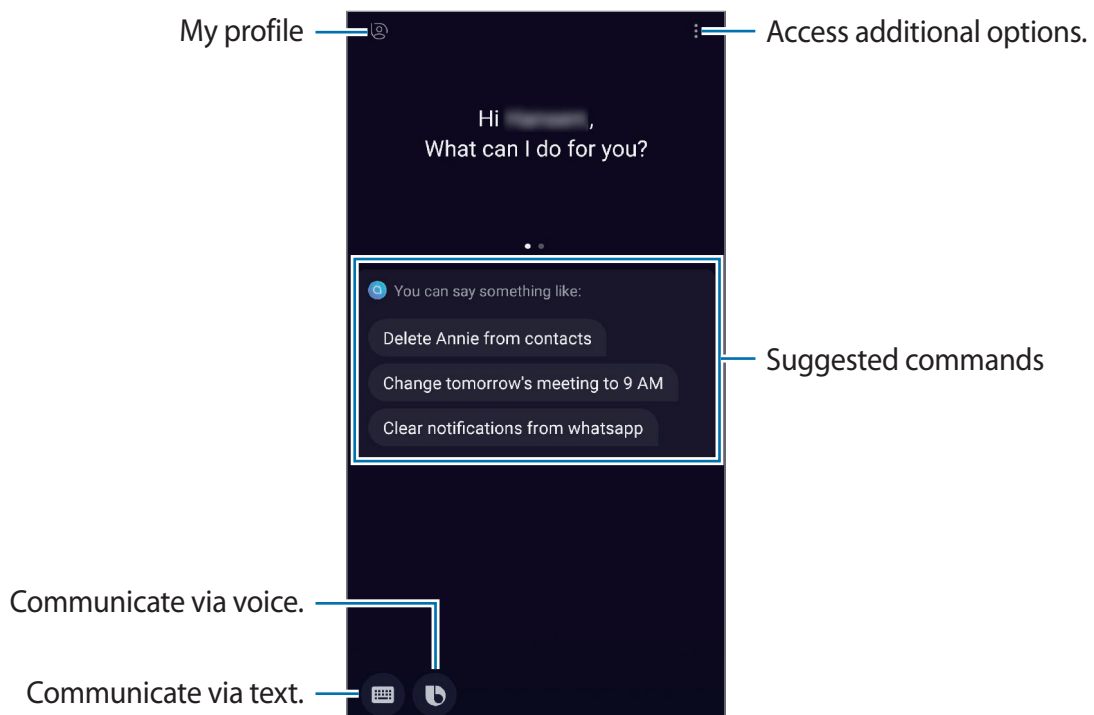 My profile
Access additional options.
Hi ,
What can I do for you?
You can say something like:
Delete Annie from contacts
Change tomorrow's meeting to 9 AM
Clear notifications from whatsapp
Suggested commands
Communicate via voice.
Communicate via text.